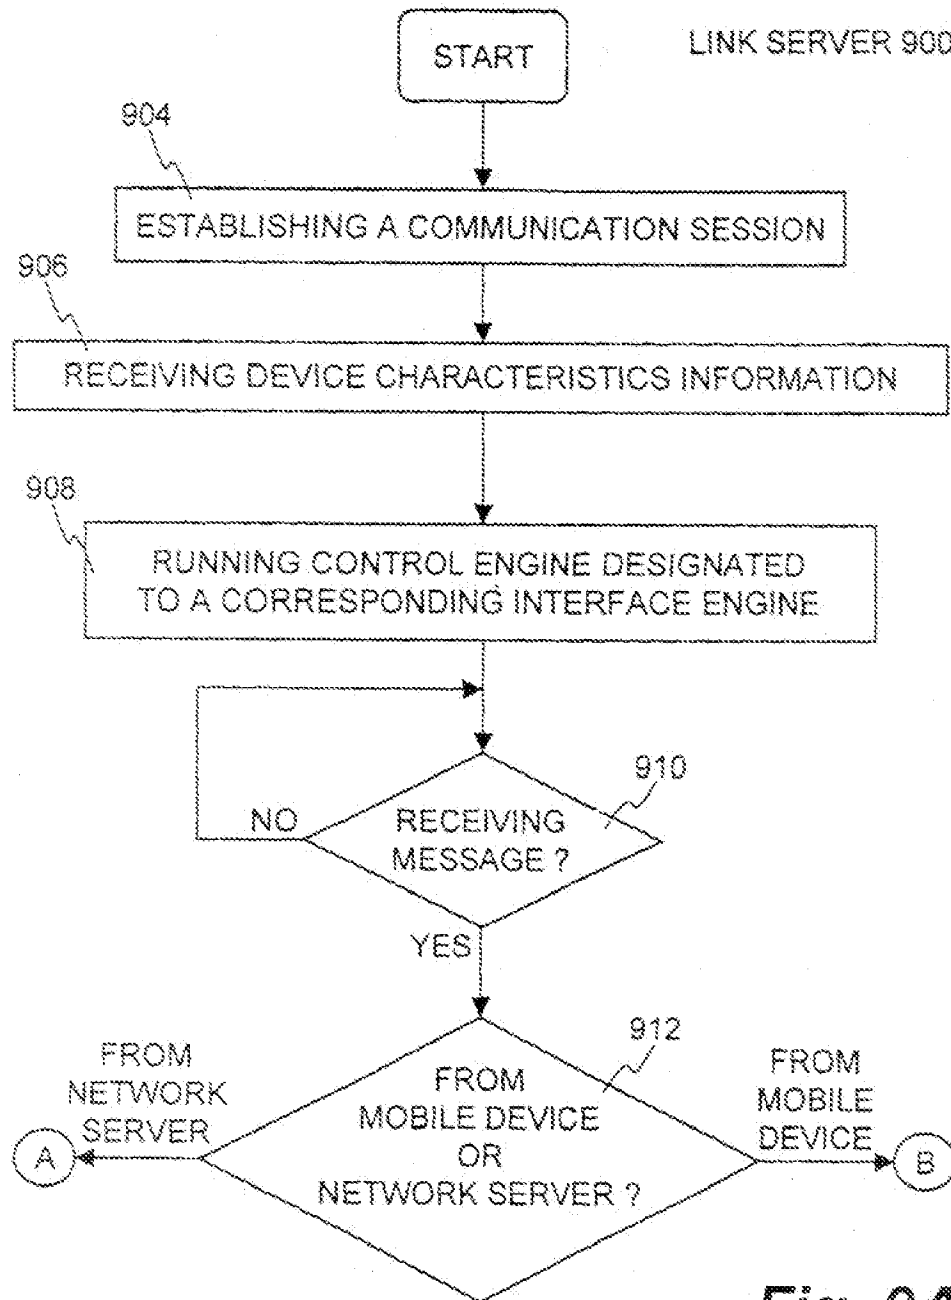 START
LINK SERVER 900
904
ESTABLISHING A COMMUNICATION SESSION
906
RECEIVING DEVICE CHARACTERISTICS INFORMATION
908
RUNNING CONTROL ENGINE DESIGNATED
TO A CORRESPONDING INTERFACE ENGINE
910
NO
RECEIVING
MESSAGE ?
YES
912
FROM
NETWORK
SERVER
FROM
MOBILE DEVICE
OR
NETWORK SERVER ?
FROM
MOBILE
DEVICE
A
B